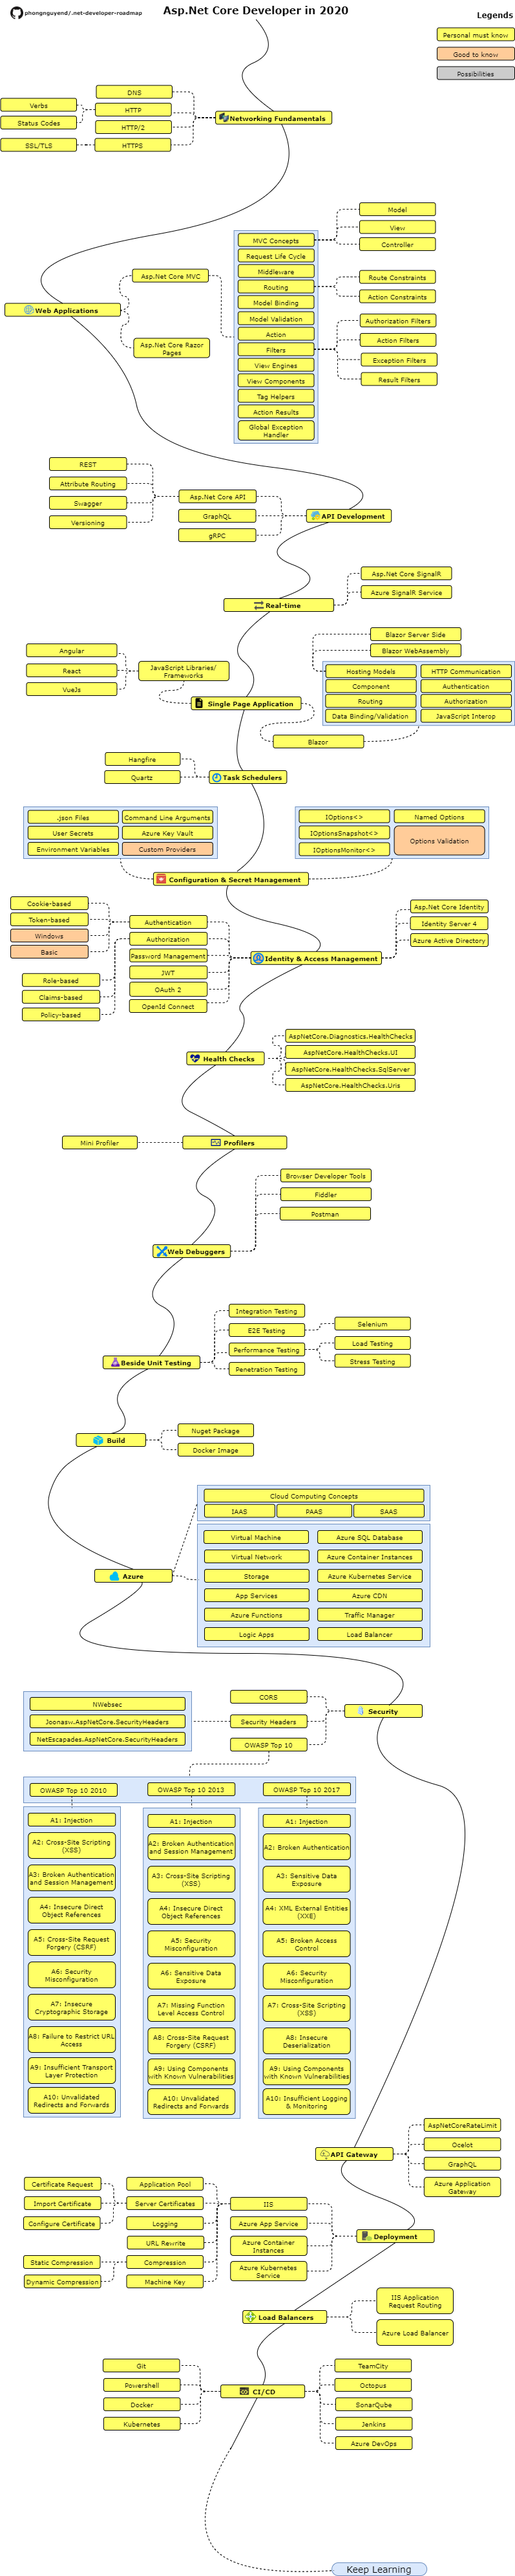 phongnguyend/.net-developer-roadmap
Asp.Net Core Developer in 2020
Legends
Personal must know
Good to know
Possibilities
DNS
Verbs
HTTP
Networking Fundamentals
Status Codes
HTTP/2
SSL/TLS
HTTPS
Model
View
MVC Concepts
Controller
Request Life Cycle
Middleware
Asp.Net Core MVC
Route Constraints
Routing
Action Constraints
Model Binding
Web Applications
Model Validation
Authorization Filters
Action
Action Filters
Asp.Net Core Razor
Pages
Filters
Exception Filters
View Engines
Result Filters
View Components
Tag Helpers
Action Results
Global Exception
Handler
REST
Attribute Routing
Asp.Net Core API
Swagger
GraphQL
API Development
Versioning
gRPC
Asp.Net Core SignalR
Azure SignalR Service
Real-time
Blazor Server Side
Blazor WebAssembly
Angular
React
VueJs
JavaScript Libraries/
Frameworks
Hosting Models
HTTP Communication
Component
Authentication
Routing
Authorization
Data Binding/Validation
JavaScript Interop
Single Page Application
Blazor
Hangfire
Quartz
Task Schedulers
.json Files
Command Line Arguments
User Secrets
Azure Key Vault
Environment Variables
Custom Providers
IOptions<>
Named Options
IOptionsSnapshot<>
Options Validation
IOptionsMonitor<>
Configuration & Secret Management
Cookie-based
Token-based
Windows
Basic
Authentication
Authorization
Password Management
JWT
OAuth 2
OpenId Connect
Role-based
Claims-based
Policy-based
Identity & Access Management
Asp.Net Core Identity
Identity Server 4
Azure Active Directory
Health Checks
AspNetCore.Diagnostics.HealthChecks
AspNetCore.HealthChecks.UI
AspNetCore.HealthChecks.SqlServer
AspNetCore.HealthChecks.Uris
Mini Profiler
Profilers
Browser Developer Tools
Fiddler
Postman
Web Debuggers
Integration Testing
E2E Testing
Selenium
Performance Testing
Load Testing
Stress Testing
Penetration Testing
Beside Unit Testing
Build
Nuget Package
Docker Image
Cloud Computing Concepts
IAAS
PAAS
SAAS
Azure
Virtual Machine
Azure SQL Database
Virtual Network
Azure Container Instances
Storage
Azure Kubernetes Service
App Services
Azure CDN
Azure Functions
Traffic Manager
Logic Apps
Load Balancer
CORS
Security
Security Headers
OWASP Top 10
NWebsec
Joonasw.AspNetCore.SecurityHeaders
NetEscapades.AspNetCore.SecurityHeaders
OWASP Top 10 2010
OWASP Top 10 2013
OWASP Top 10 2017
A1: Injection
A2: Cross-Site Scripting
(XSS)
A3: Broken Authentication
and Session Management
A4: Insecure Direct
Object References
A5: Cross-Site Request
Forgery (CSRF)
A6: Security
Misconfiguration
A7: Insecure
Cryptographic Storage
A8: Failure to Restrict URL
Access
A9: Insufficient Transport
Layer Protection
A10: Unvalidated
Redirects and Forwards
A1: Injection
A2: Broken Authentication
and Session Management
A3: Cross-Site Scripting
(XSS)
A4: Insecure Direct
Object References
A5: Security
Misconfiguration
A6: Sensitive Data
Exposure
A7: Missing Function
Level Access Control
A8: Cross-Site Request
Forgery (CSRF)
A9: Using Components
with Known Vulnerabilities
A10: Unvalidated
Redirects and Forwards
A1: Injection
A2: Broken Authentication
A3: Sensitive Data
Exposure
A4: XML External Entities
(XXE)
A5: Broken Access
Control
A6: Security
Misconfiguration
A7: Cross-Site Scripting
(XSS)
A8: Insecure
Deserialization
A9: Using Components
with Known Vulnerabilities
A10: Insufficient Logging
& Monitoring
API Gateway
AspNetCoreRateLimit
Ocelot
GraphQL
Azure Application
Gateway
Certificate Request
Import Certificate
Configure Certificate
Application Pool
Server Certificates
Logging
URL Rewrite
Compression
Machine Key
Static Compression
Dynamic Compression
IIS
Azure App Service
Azure Container
Instances
Azure Kubernetes
Service
Deployment
Load Balancers
IIS Application
Request Routing
Azure Load Balancer
Git
Powershell
Docker
Kubernetes
CI/CD
TeamCity
Octopus
SonarQube
Jenkins
Azure DevOps
Keep Learning